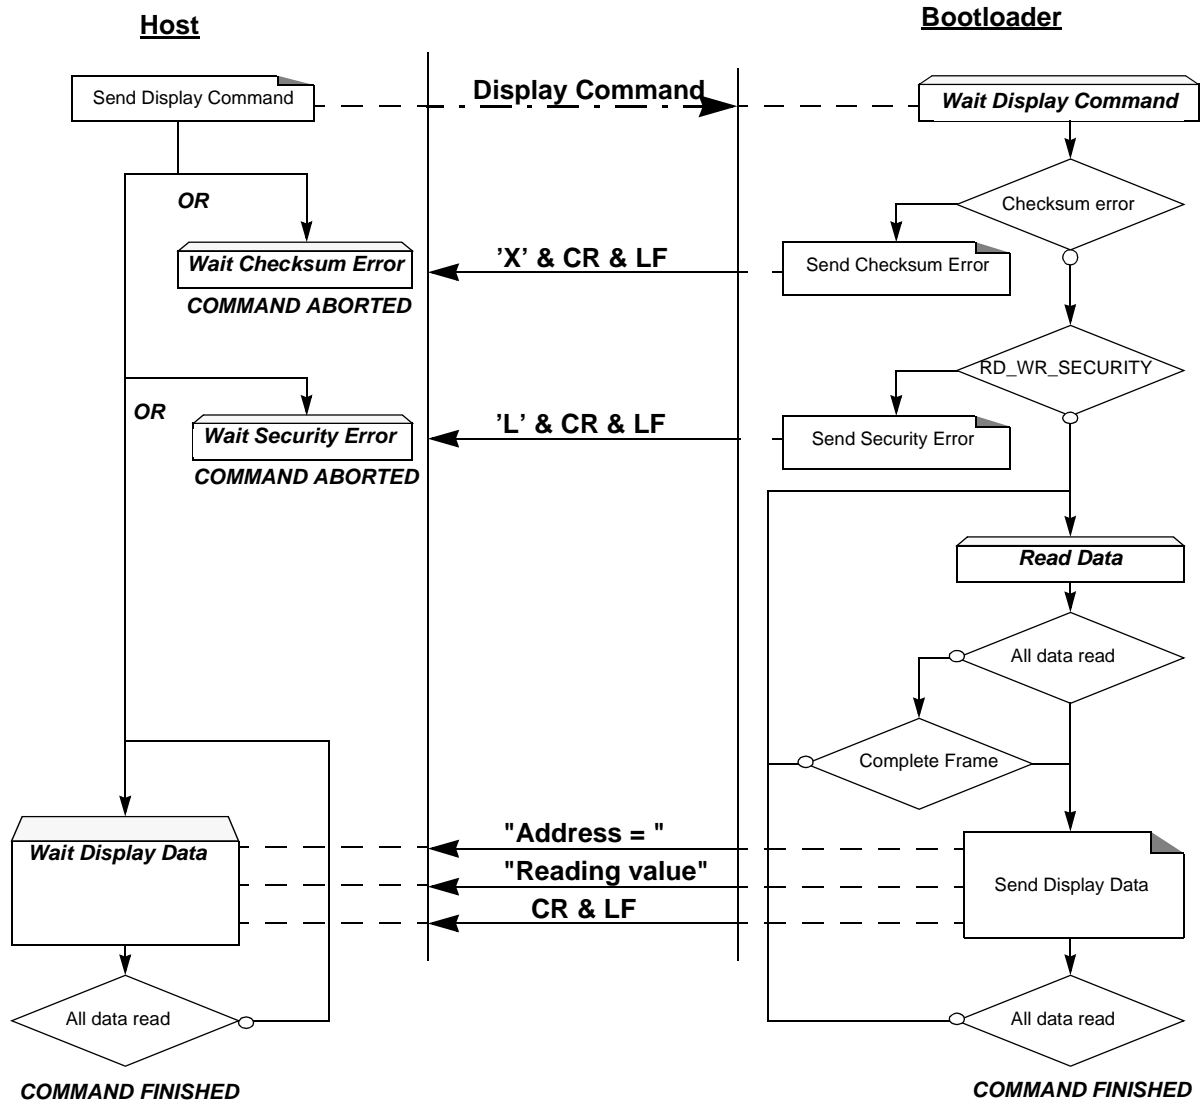 Host
Bootloader
Send Display Command
Display Command
Wait Display Command
OR
Checksum error
Wait Checksum Error
’X’ & CR & LF
Send Checksum Error
COMMAND ABORTED
RD_WR_SECURITY
OR
Wait Security Error
’L’ & CR & LF
Send Security Error
COMMAND ABORTED
Read Data
All data read
Complete Frame
"Address = "
Wait Display Data
"Reading value"
Send Display Data
CR & LF
All data read
All data read
COMMAND FINISHED
COMMAND FINISHED